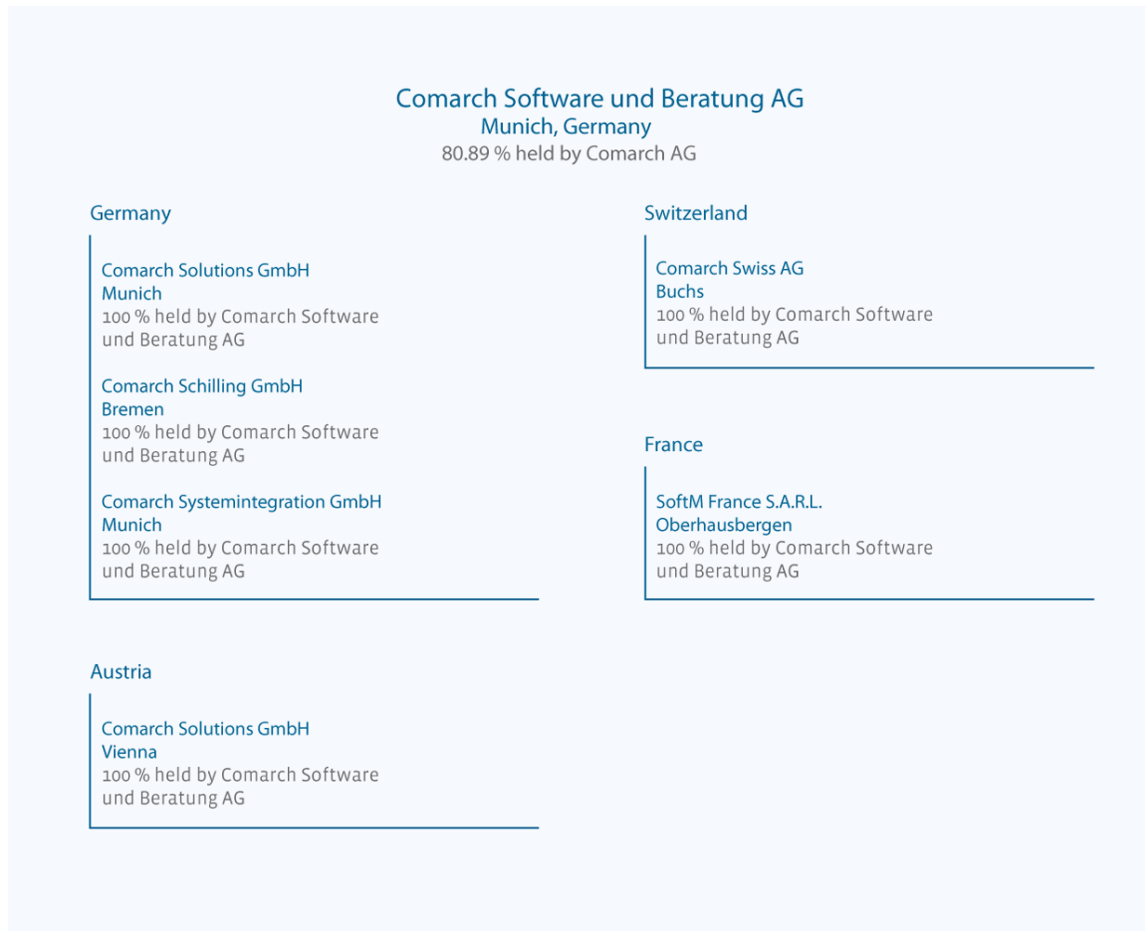 Comarch Software und Beratung AG
Munich, Germany
80.89 % held by Comarch AG
Germany
Comarch Solutions GmbH
Munich
100 % held by Comarch Software
und Beratung AG
Comarch Schilling GmbH
Bremen
100 % held by Comarch Software
und Beratung AG
Comarch Systemintegration GmbH
Munich
100 % held by Comarch Software
und Beratung AG
Austria
Comarch Solutions GmbH
Vienna
100 % held by Comarch Software
und Beratung AG
Switzerland
Comarch Swiss AG
Buchs
100 % held by Comarch Software
und Beratung AG
France
SoftM France S.A.R.L.
Oberhausbergen
100 % held by Comarch Software
und Beratung AG